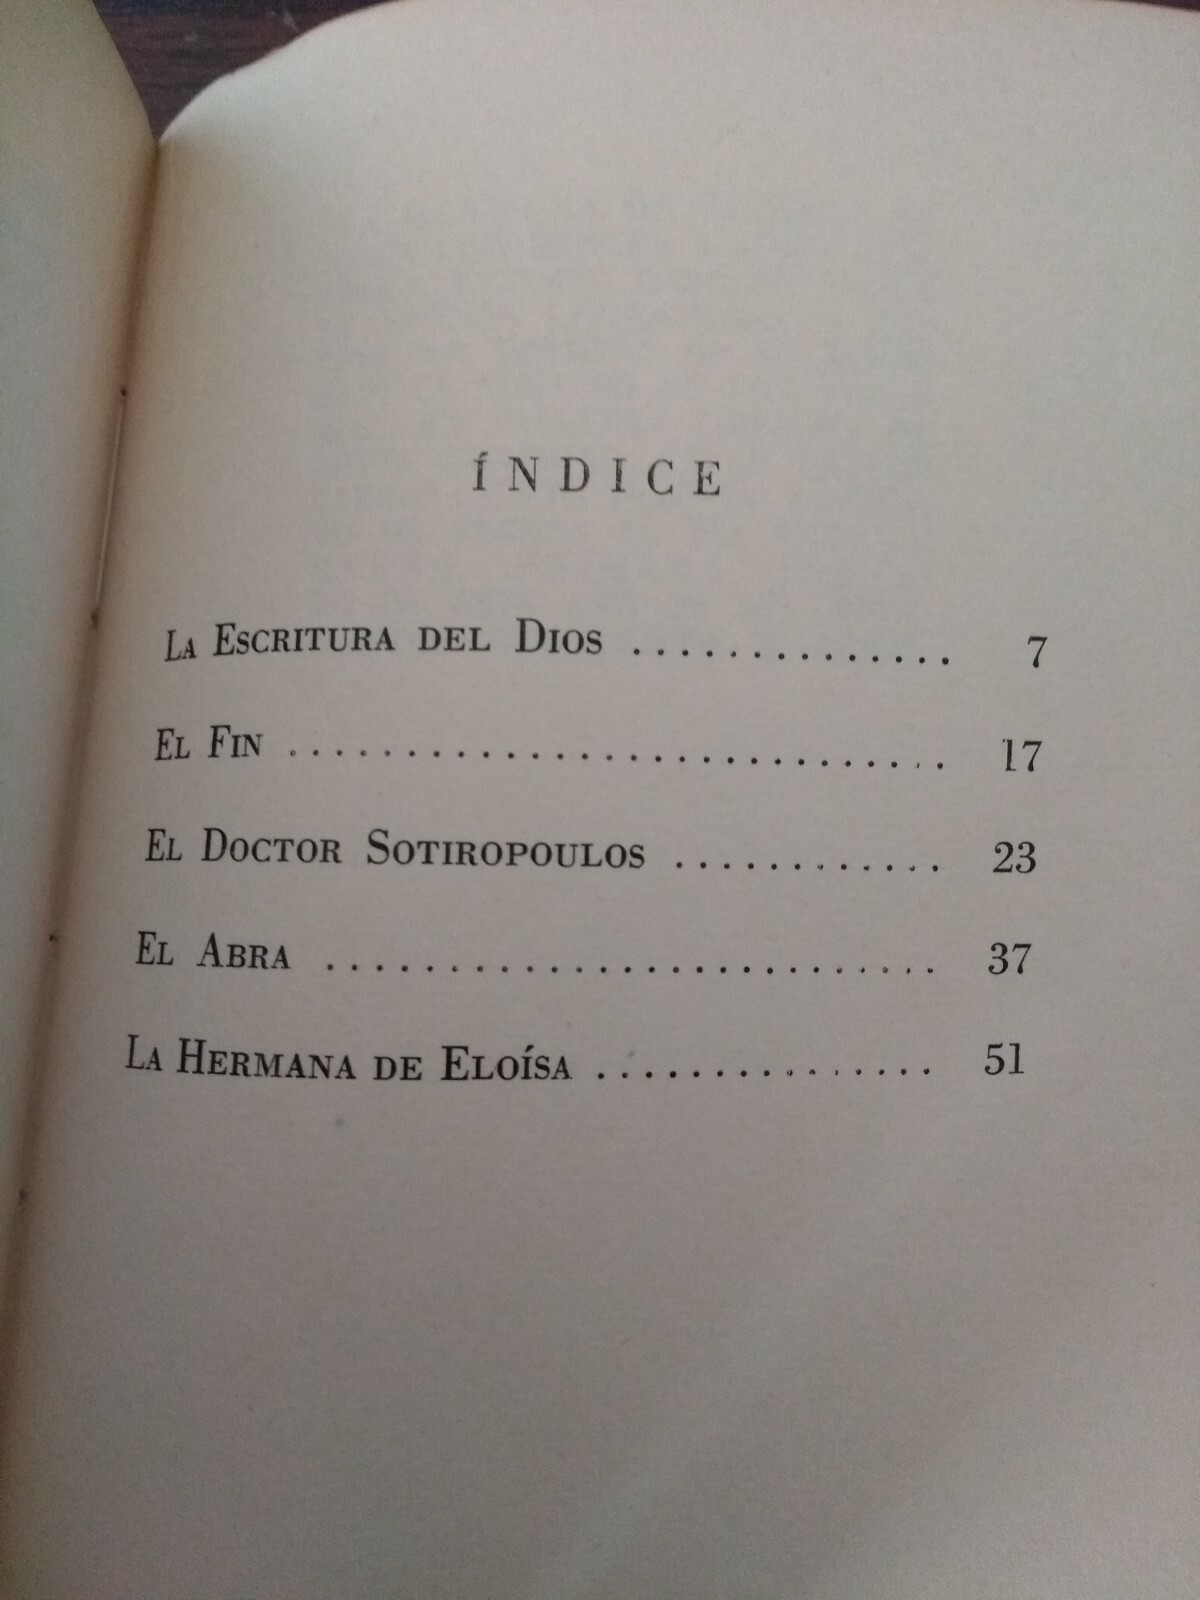 ÍNDICE
LA ESCRITURA DEL DIOS .............. 7
EL FIN ............................ 17
EL DOCTOR SOTIROPOULOS ............ 23
EL ABRA .......................... 37
LA HERMANA DE ELOÍSA ............... 51